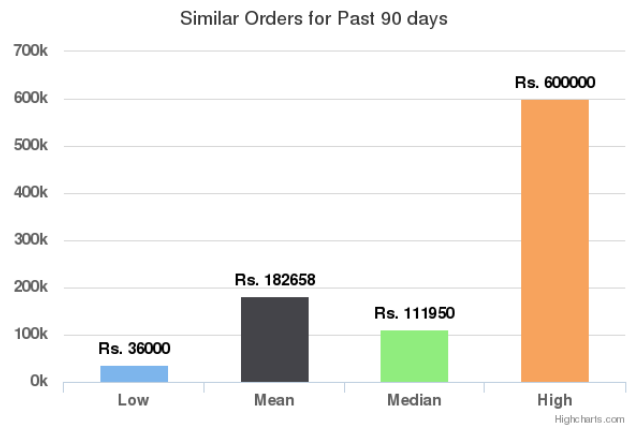 Similar Orders for Past 90 days
700k
600k
500k
400k
300k
200k
100k
0k
Rs. 36000
Rs. 182658
Rs. 111950
Rs. 600000
Low
Mean
Median
High
Highcharts.com